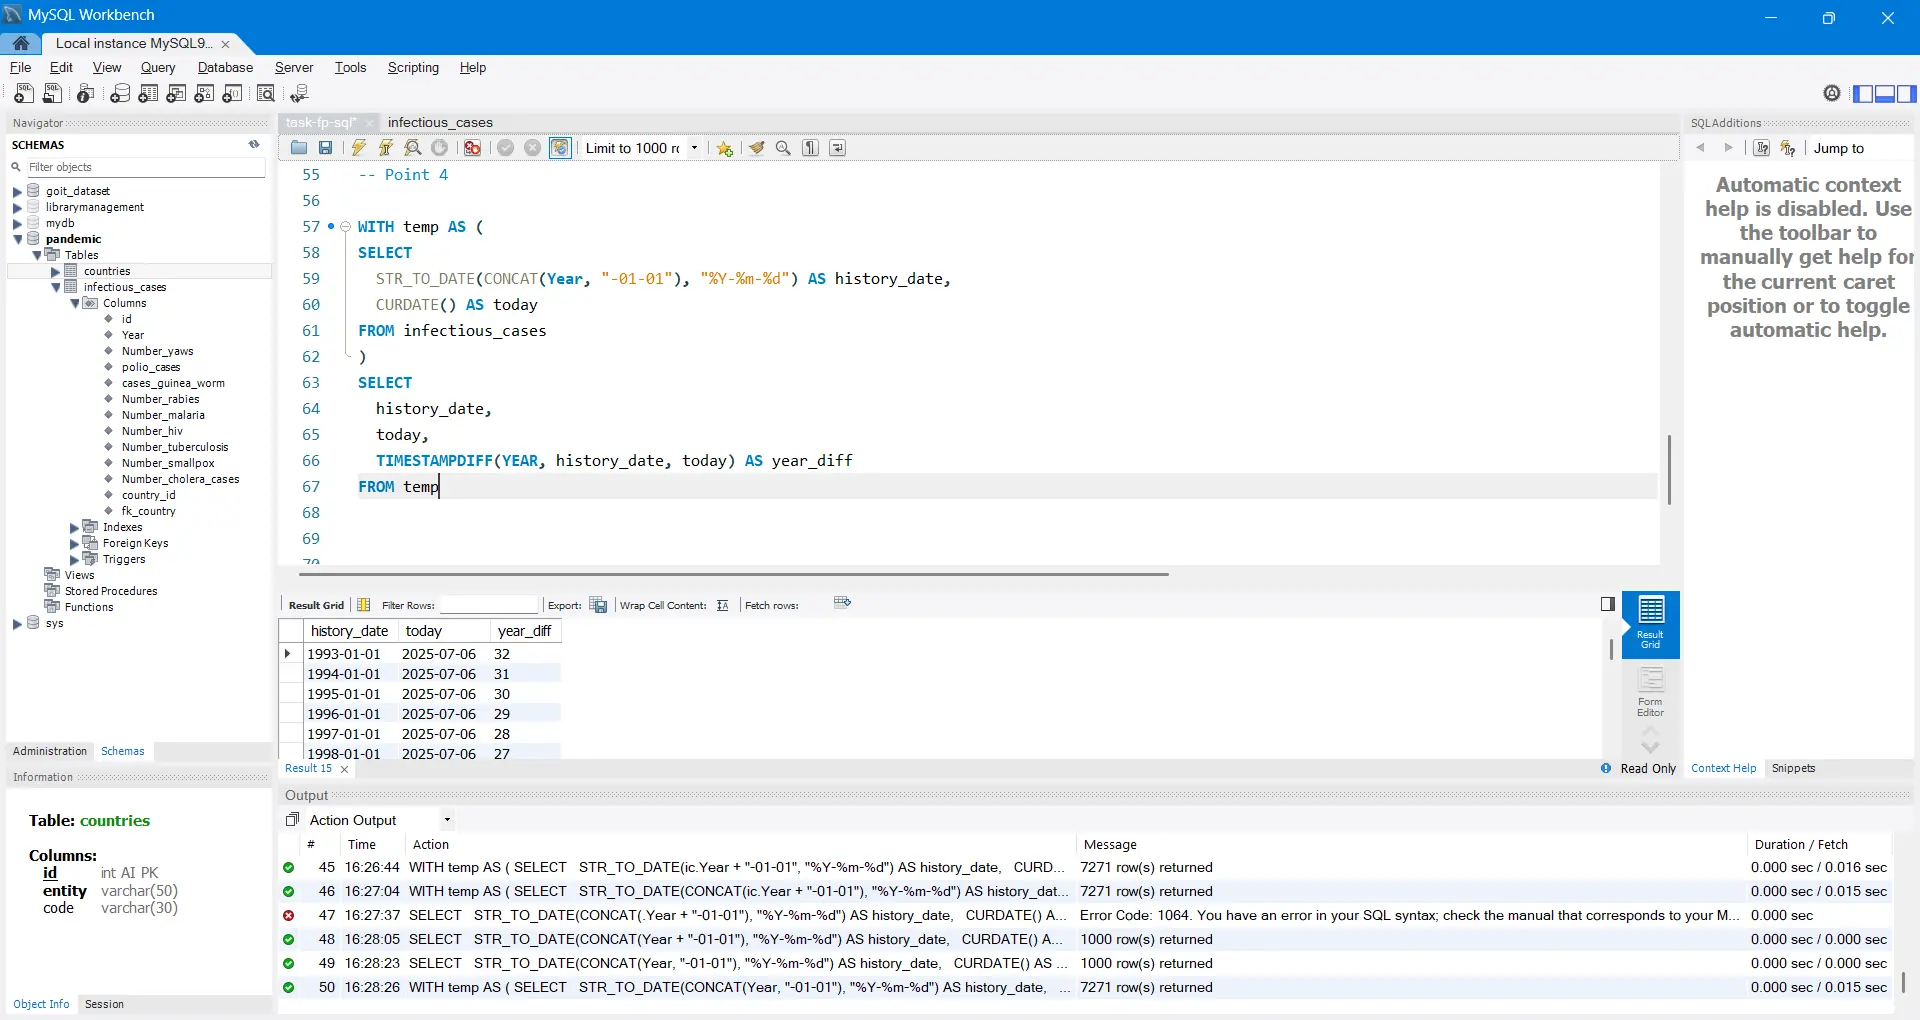 MySQL Workbench
Local instance MySQL9...
File Edit View Query Database Server Tools Scripting Help
Navigator
SCHEMAS
Filter objects
goit_dataset
librarymanagement
mydb
pandemic
Tables
countries
infectious_cases
Columns
id
Year
Number_yaws
polio_cases
cases_guinea_worm
Number_rabies
Number_malaria
Number_hiv
Number_tuberculosis
Number_smallpox
Number_cholera_cases
country_id
fk_country
Indexes
Foreign Keys
Triggers
Views
Stored Procedures
Functions
sys
Administration Schemas
Information
Table: countries
Columns:
id int AI PK
entity varchar(50)
code varchar(30)
Object Info Session
task-fp-sql* infectious_cases
Limit to 1000 r
55 -- Point 4
56
57 WITH temp AS (
58 SELECT
59 STR_TO_DATE(CONCAT(Year, "-01-01"), "%Y-%m-%d") AS history_date,
60 CURDATE() AS today
61 FROM infectious_cases
62 )
63 SELECT
64 history_date,
65 today,
66 TIMESTAMPDIFF(YEAR, history_date, today) AS year_diff
67 FROM temp
68
69
70
Result Grid Filter Rows: Export: Wrap Cell Content: Fetch rows:
history_date today year_diff
1993-01-01 2025-07-06 32
1994-01-01 2025-07-06 31
1995-01-01 2025-07-06 30
1996-01-01 2025-07-06 29
1997-01-01 2025-07-06 28
1998-01-01 2025-07-06 27
Result Grid
Form Editor
Result 15
Read Only
SQLAdditions
Jump to
Automatic context
help is disabled. Use
the toolbar to
manually get help for
the current caret
position or to toggle
automatic help.
Context Help Snippets
Output
Action Output
# Time Action Message Duration / Fetch
45 16:26:44 WITH temp AS ( SELECT STR_TO_DATE(ic.Year + "-01-01", "%Y-%m-%d") AS history_date, CURD... 7271 row(s) returned 0.000 sec / 0.016 sec
46 16:27:04 WITH temp AS ( SELECT STR_TO_DATE(CONCAT(ic.Year + "-01-01"), "%Y-%m-%d") AS history_dat... 7271 row(s) returned 0.000 sec / 0.015 sec
47 16:27:37 SELECT STR_TO_DATE(CONCAT(.Year + "-01-01"), "%Y-%m-%d") AS history_date, CURDATE() A... Error Code: 1064. You have an error in your SQL syntax; check the manual that corresponds to your M... 0.000 sec
48 16:28:05 SELECT STR_TO_DATE(CONCAT(Year + "-01-01"), "%Y-%m-%d") AS history_date, CURDATE() A... 1000 row(s) returned 0.000 sec / 0.000 sec
49 16:28:23 SELECT STR_TO_DATE(CONCAT(Year, "-01-01"), "%Y-%m-%d") AS history_date, CURDATE() AS ... 1000 row(s) returned 0.000 sec / 0.000 sec
50 16:28:26 WITH temp AS ( SELECT STR_TO_DATE(CONCAT(Year, "-01-01"), "%Y-%m-%d") AS history_date, ... 7271 row(s) returned 0.000 sec / 0.015 sec